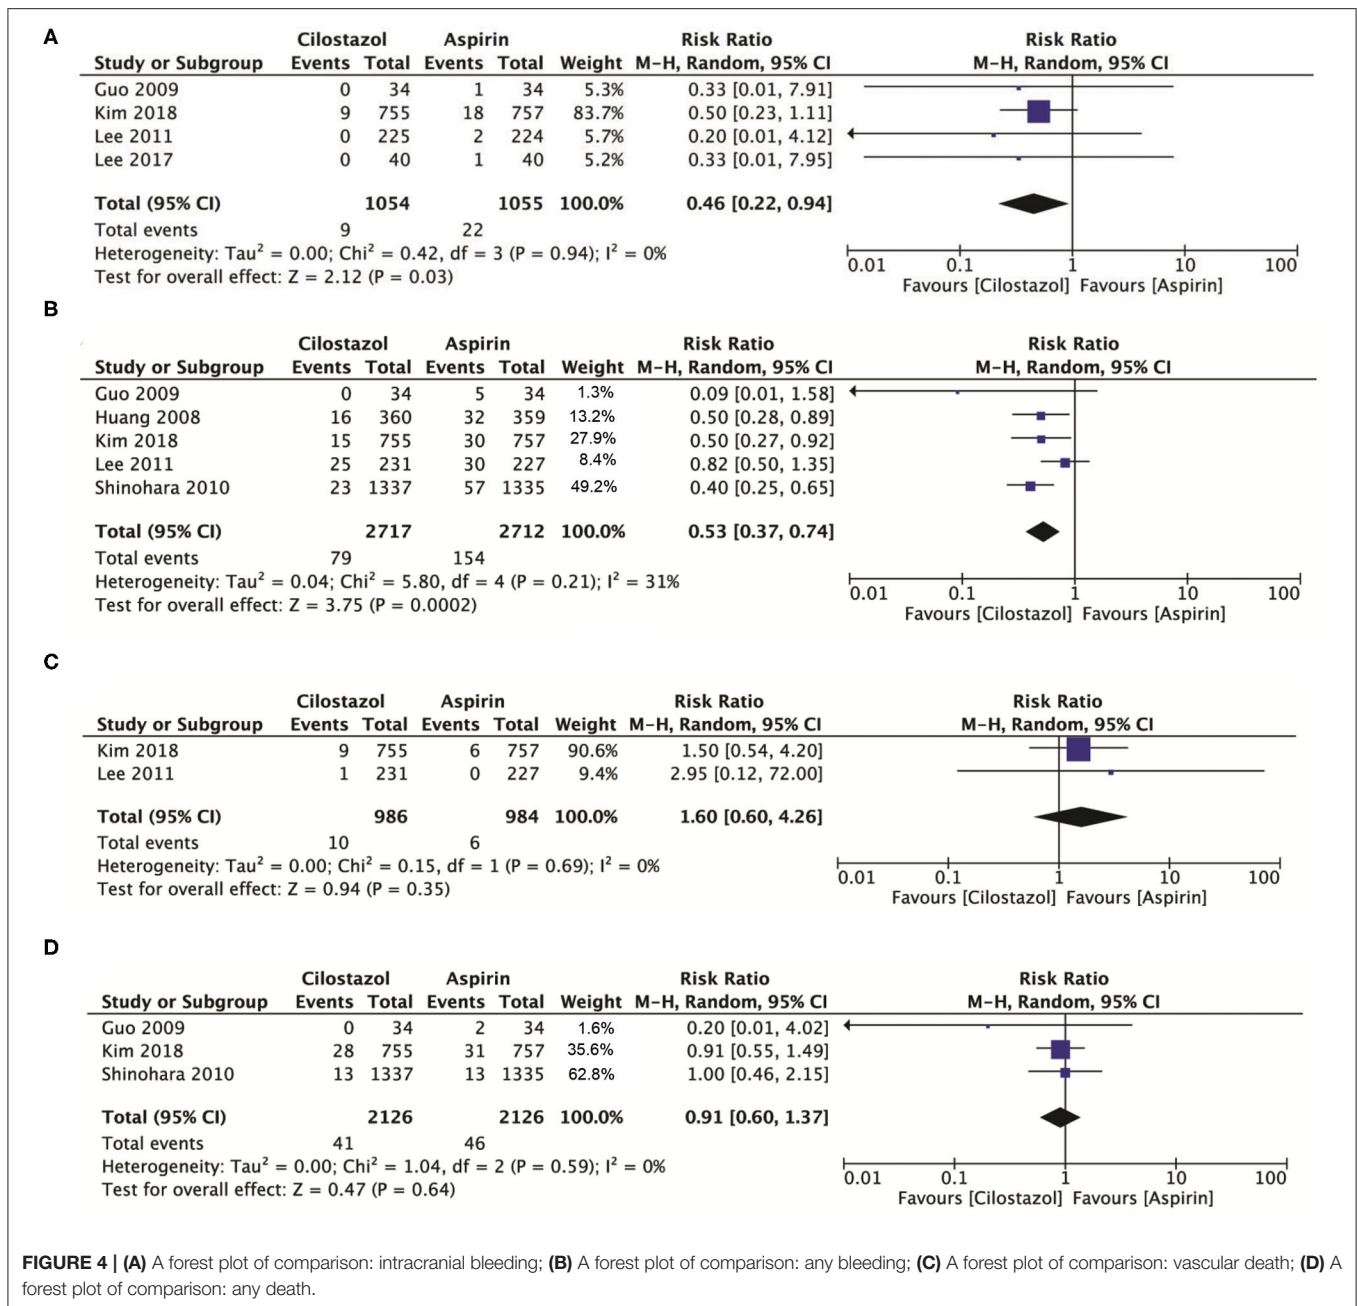 A
Cilostazol Aspirin Risk Ratio Risk Ratio
Study or Subgroup Events Total Events Total Weight M-H, Random, 95% CI M-H, Random, 95% CI
Guo 2009 0 34 1 34 5.3% 0.33 [0.01, 7.91]
Kim 2018 9 755 18 757 83.7% 0.50 [0.23, 1.11]
Lee 2011 0 225 2 224 5.7% 0.20 [0.01, 4.12]
Lee 2017 0 40 1 40 5.2% 0.33 [0.01, 7.95]
Total (95% CI) 1054 1055 100.0% 0.46 [0.22, 0.94]
Total events 9 22
Heterogeneity: Tau² = 0.00; Chi² = 0.42, df = 3 (P = 0.94); I² = 0%
Test for overall effect: Z = 2.12 (P = 0.03)
0.01 0.1 1 10 100
Favours [Cilostazol] Favours [Aspirin]
B
Cilostazol Aspirin Risk Ratio Risk Ratio
Study or Subgroup Events Total Events Total Weight M-H, Random, 95% CI M-H, Random, 95% CI
Guo 2009 0 34 5 34 1.3% 0.09 [0.01, 1.58]
Huang 2008 16 360 32 359 13.2% 0.50 [0.28, 0.89]
Kim 2018 15 755 30 757 27.9% 0.50 [0.27, 0.92]
Lee 2011 25 231 30 227 8.4% 0.82 [0.50, 1.35]
Shinohara 2010 23 1337 57 1335 49.2% 0.40 [0.25, 0.65]
Total (95% CI) 2717 2712 100.0% 0.53 [0.37, 0.74]
Total events 79 154
Heterogeneity: Tau² = 0.04; Chi² = 5.80, df = 4 (P = 0.21); I² = 31%
Test for overall effect: Z = 3.75 (P = 0.0002)
0.01 0.1 1 10 100
Favours [Cilostazol] Favours [Aspirin]
C
Cilostazol Aspirin Risk Ratio Risk Ratio
Study or Subgroup Events Total Events Total Weight M-H, Random, 95% CI M-H, Random, 95% CI
Kim 2018 9 755 6 757 90.6% 1.50 [0.54, 4.20]
Lee 2011 1 231 0 227 9.4% 2.95 [0.12, 72.00]
Total (95% CI) 986 984 100.0% 1.60 [0.60, 4.26]
Total events 10 6
Heterogeneity: Tau² = 0.00; Chi² = 0.15, df = 1 (P = 0.69); I² = 0%
Test for overall effect: Z = 0.94 (P = 0.35)
0.01 0.1 1 10 100
Favours [Cilostazol] Favours [Aspirin]
D
Cilostazol Aspirin Risk Ratio Risk Ratio
Study or Subgroup Events Total Events Total Weight M-H, Random, 95% CI M-H, Random, 95% CI
Guo 2009 0 34 2 34 1.6% 0.20 [0.01, 4.02]
Kim 2018 28 755 31 757 35.6% 0.91 [0.55, 1.49]
Shinohara 2010 13 1337 13 1335 62.8% 1.00 [0.46, 2.15]
Total (95% CI) 2126 2126 100.0% 0.91 [0.60, 1.37]
Total events 41 46
Heterogeneity: Tau² = 0.00; Chi² = 1.04, df = 2 (P = 0.59); I² = 0%
Test for overall effect: Z = 0.47 (P = 0.64)
0.01 0.1 1 10 100
Favours [Cilostazol] Favours [Aspirin]
FIGURE 4 | (A) A forest plot of comparison: intracranial bleeding; (B) A forest plot of comparison: any bleeding; (C) A forest plot of comparison: vascular death; (D) A
forest plot of comparison: any death.